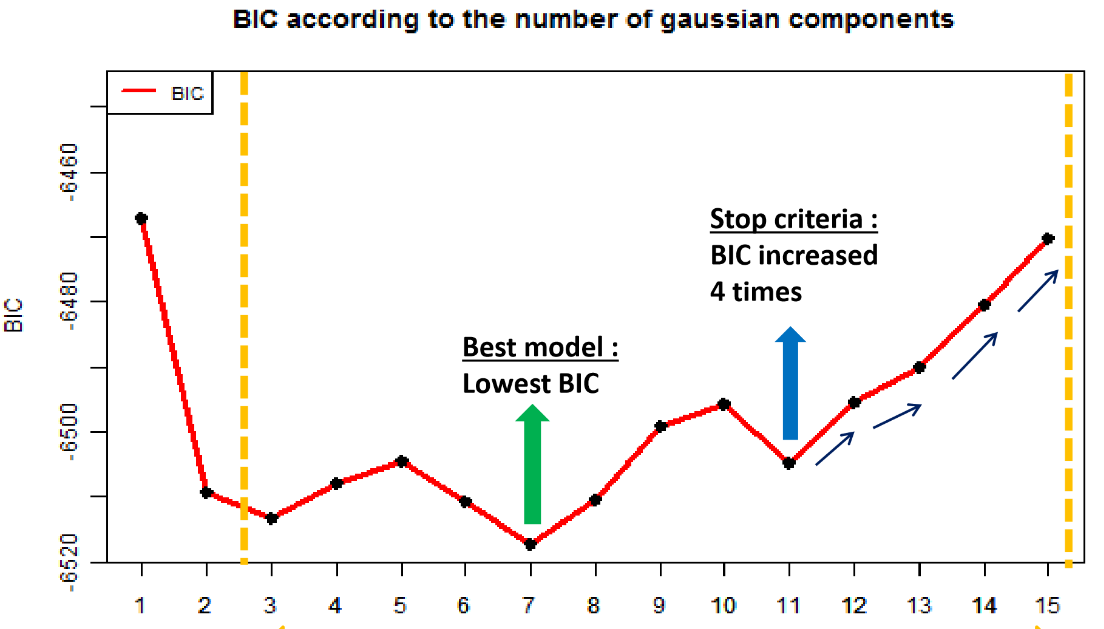 BIC according to the number of gaussian components
BIC
-6460
-6480
-6500
-6520
BIC
Stop criteria :
BIC increased
4 times
Best model :
Lowest BIC
1 2 3 4 5 6 7 8 9 10 11 12 13 14 15